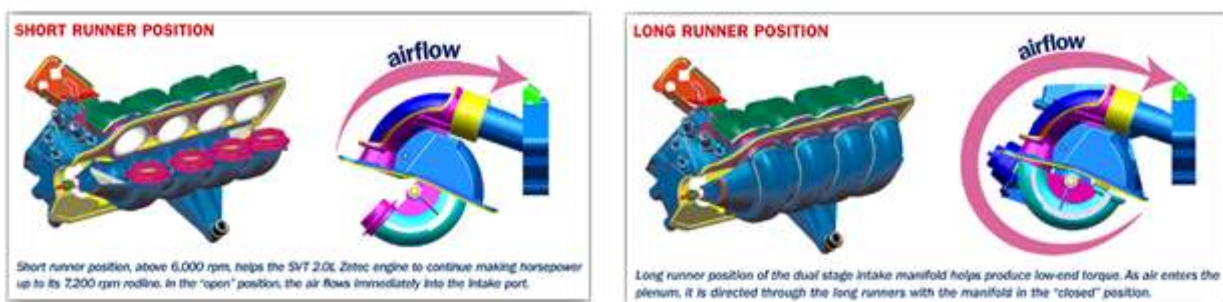 SHORT RUNNER POSITION
airflow
Short runner position, above 6,000 rpm, helps the SVT 2.0L Zetec engine to continue making horsepower
up to its 7,200 rpm redline. In the "open" position, the air flows immediately into the intake port.
LONG RUNNER POSITION
airflow
Long runner position of the dual stage intake manifold helps produce low-end torque. As air enters the
plenum, it is directed through the long runners with the manifold in the "closed" position.